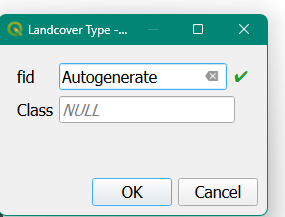 Landcover Type -...
fid Autogenerate
Class NULL
OK Cancel